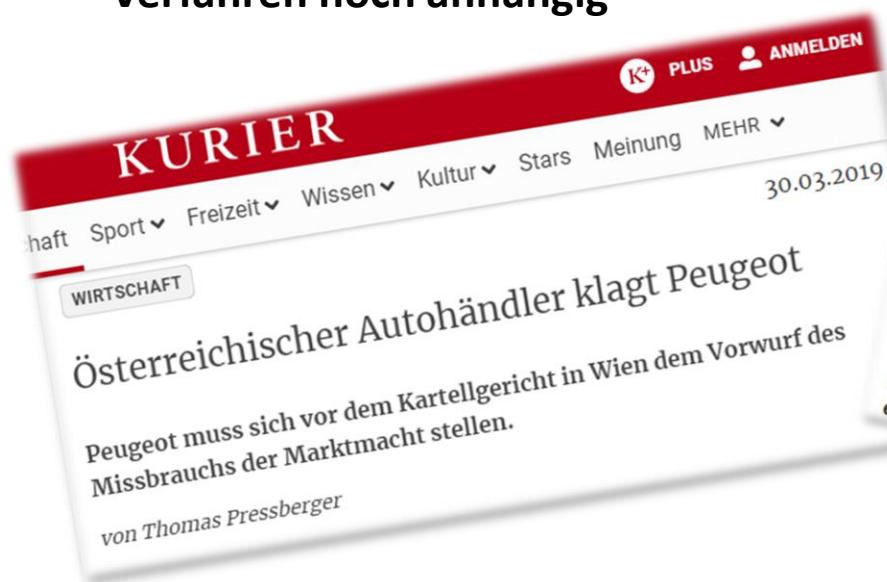 Verfahren noch anhängig
KURIER
K+ PLUS ANMELDEN
haft Sport Freizeit Wissen Kultur Stars Meinung MEHR
30.03.2019
WIRTSCHAFT
Österreichischer Autohändler klagt Peugeot
Peugeot muss sich vor dem Kartellgericht in Wien dem Vorwurf des
Missbrauchs der Marktmacht stellen.
von Thomas Pressberger